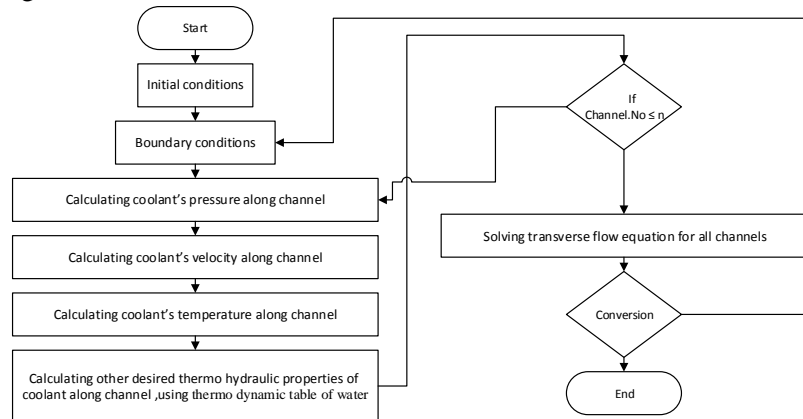 Start
Initial conditions
Boundary conditions
Calculating coolant's pressure along channel
Calculating coolant's velocity along channel
Calculating coolant's temperature along channel
Calculating other desired thermo hydraulic properties of
coolant along channel ,using thermo dynamic table of water
If
Channel.No ≤ n
Solving transverse flow equation for all channels
Conversion
End